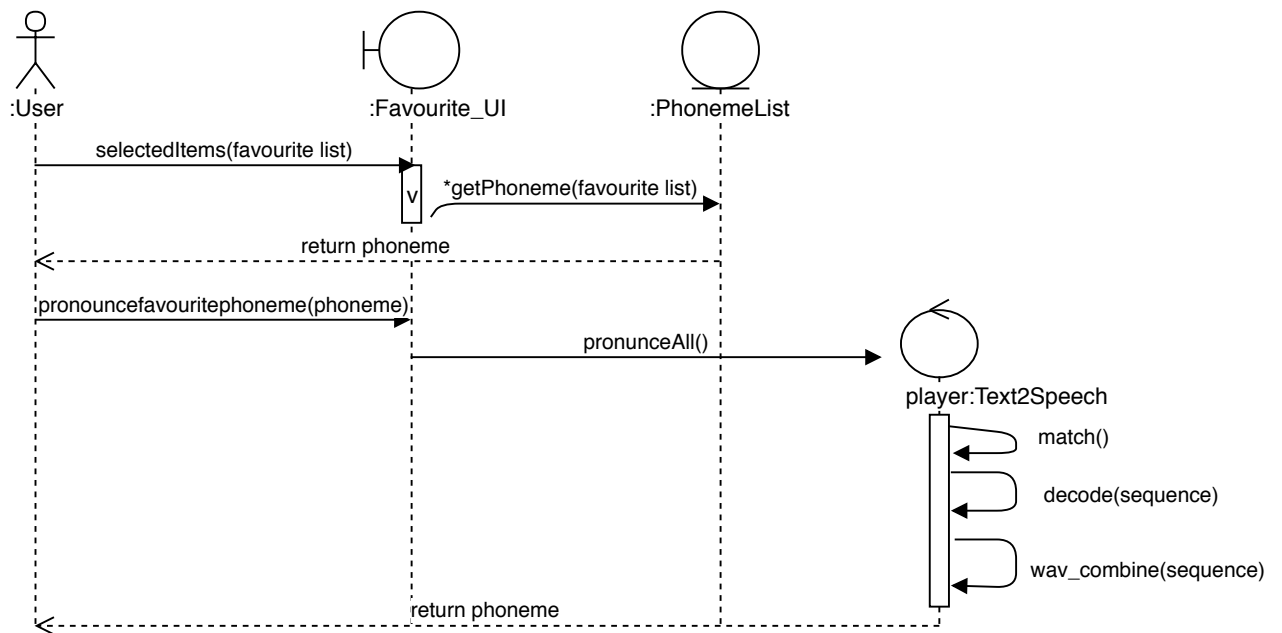 :User
:Favourite_UI
:PhonemeList
selectedItems(favourite list)
v
*getPhoneme(favourite list)
return phoneme
pronouncefavouritephoneme(phoneme)
pronunceAll()
player:Text2Speech
match()
decode(sequence)
wav_combine(sequence)
return phoneme